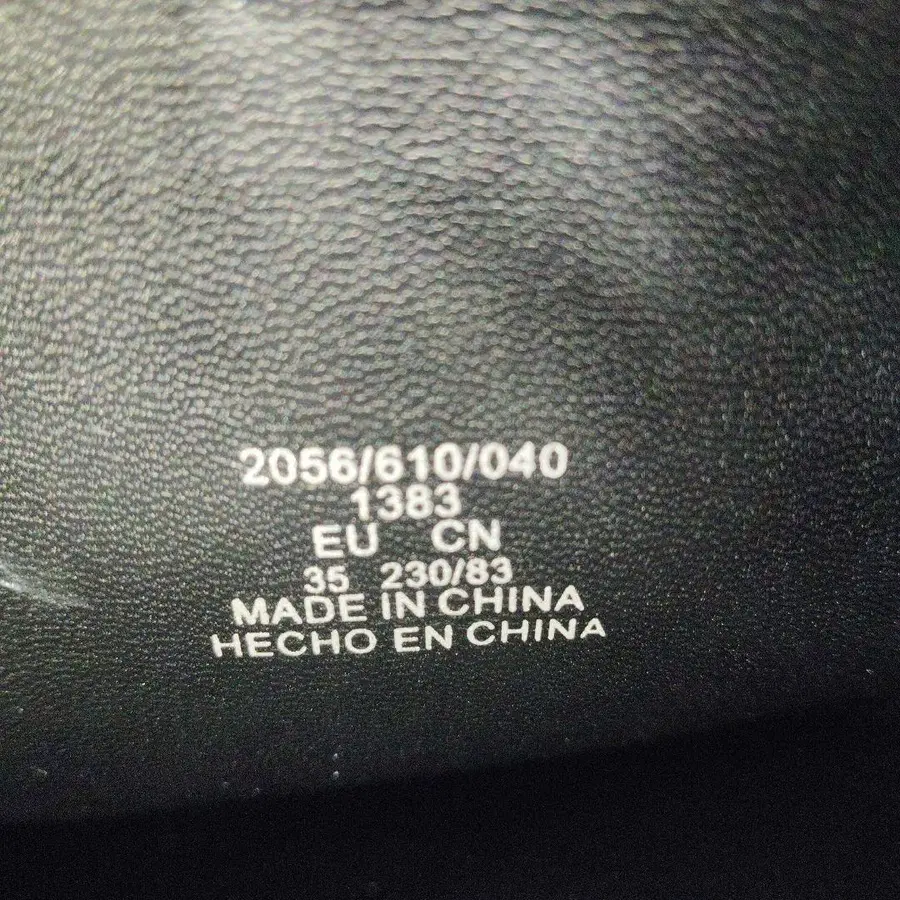 2056/610/040
1383
EU CN
35 230/83
MADE IN CHINA
HECHO EN CHINA